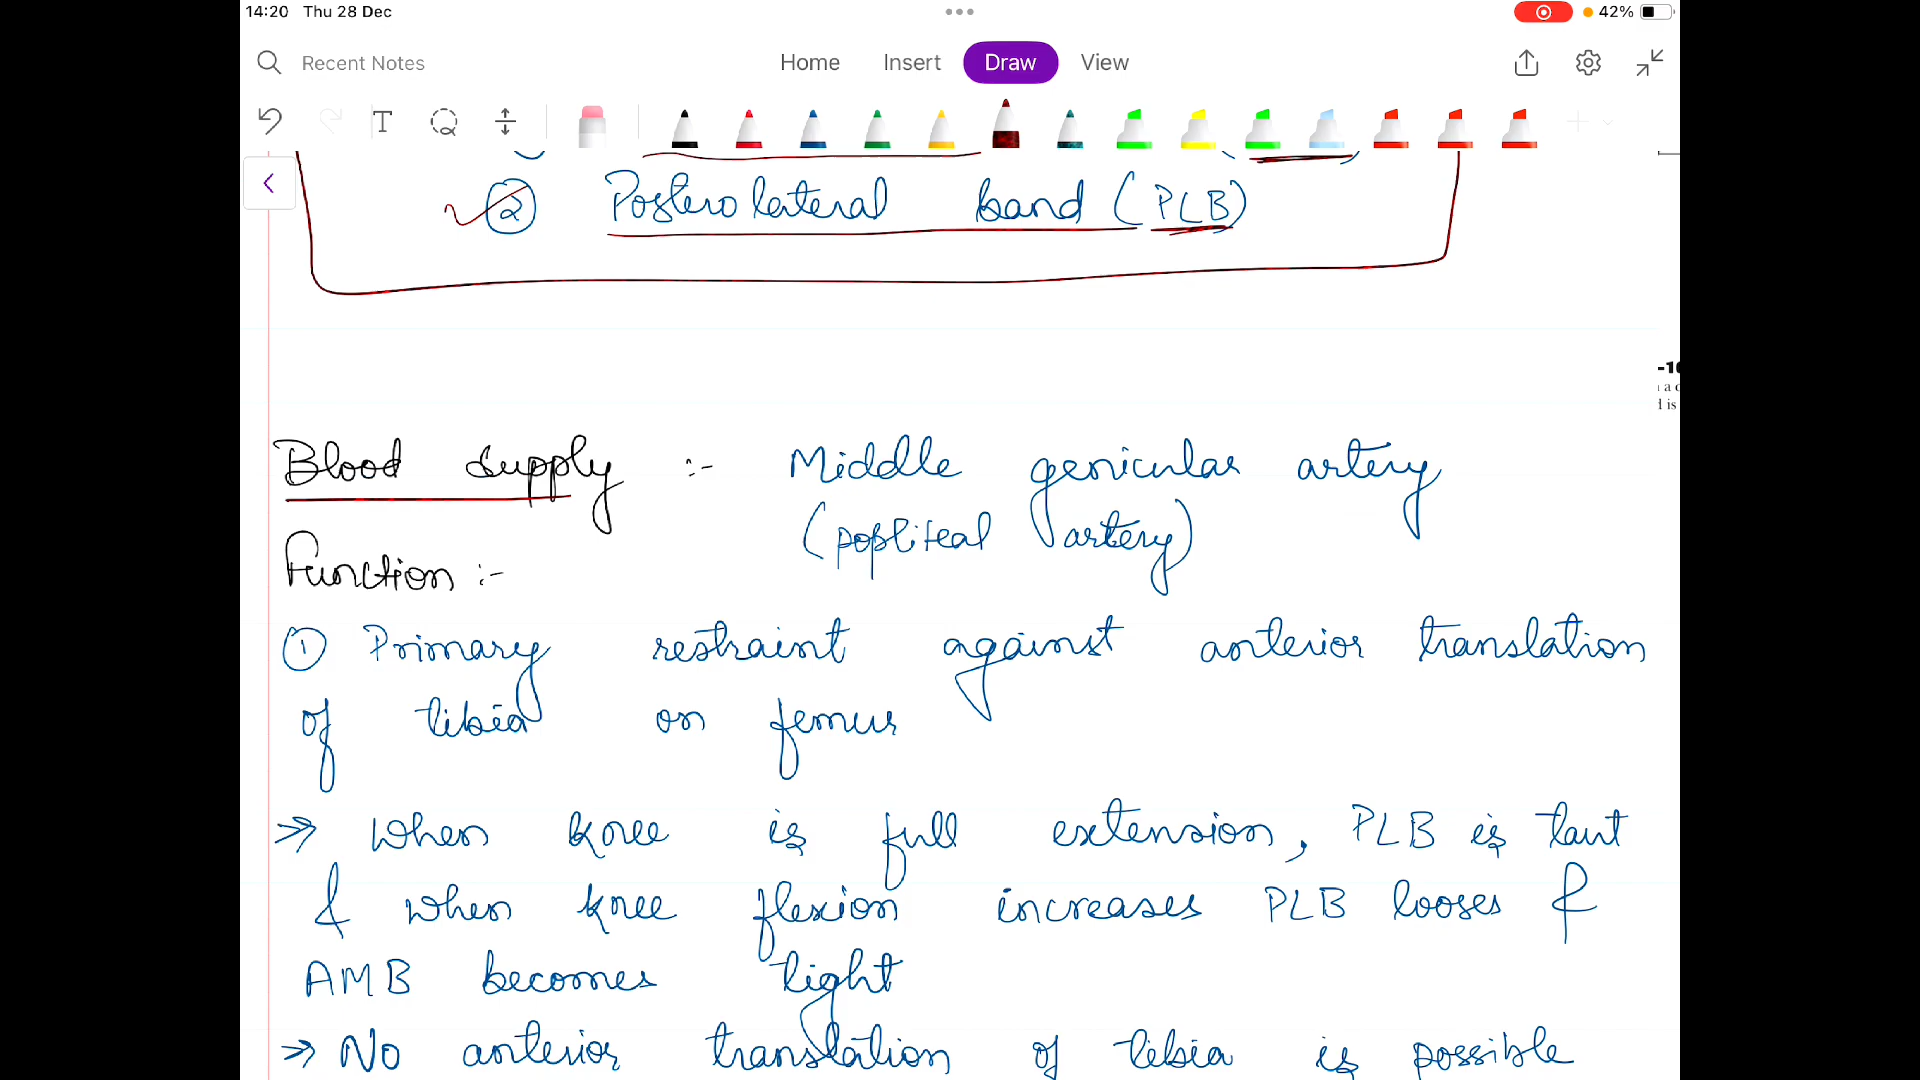 14:20 Thu 28 Dec
42%
Recent Notes
Home Insert Draw View
T
② Posterolateral band (PLB)
-10
a c
d is
Blood supply :- Middle genicular artery
(popliteal artery)
Function :-
① Primary restraint against anterior translation
of tibia on femur
→ When knee is full extension, PLB is taut
& when knee flexion increases PLB looses &
AMB becomes tight
→ No anterior translation of tibia is possible